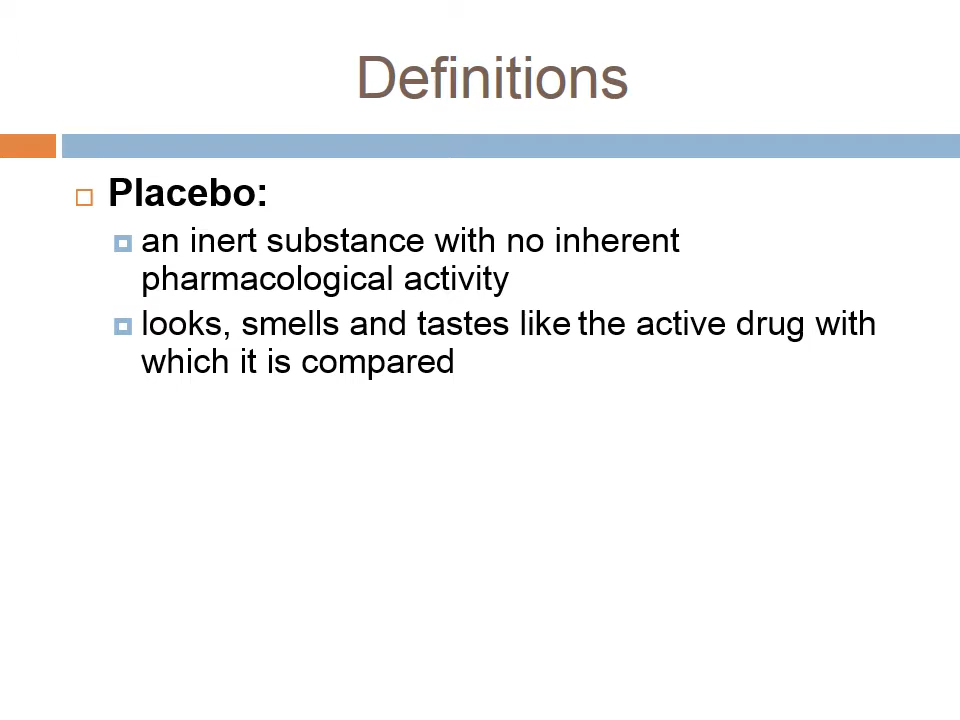 Definitions
Placebo:
an inert substance with no inherent
pharmacological activity
looks, smells and tastes like the active drug with
which it is compared